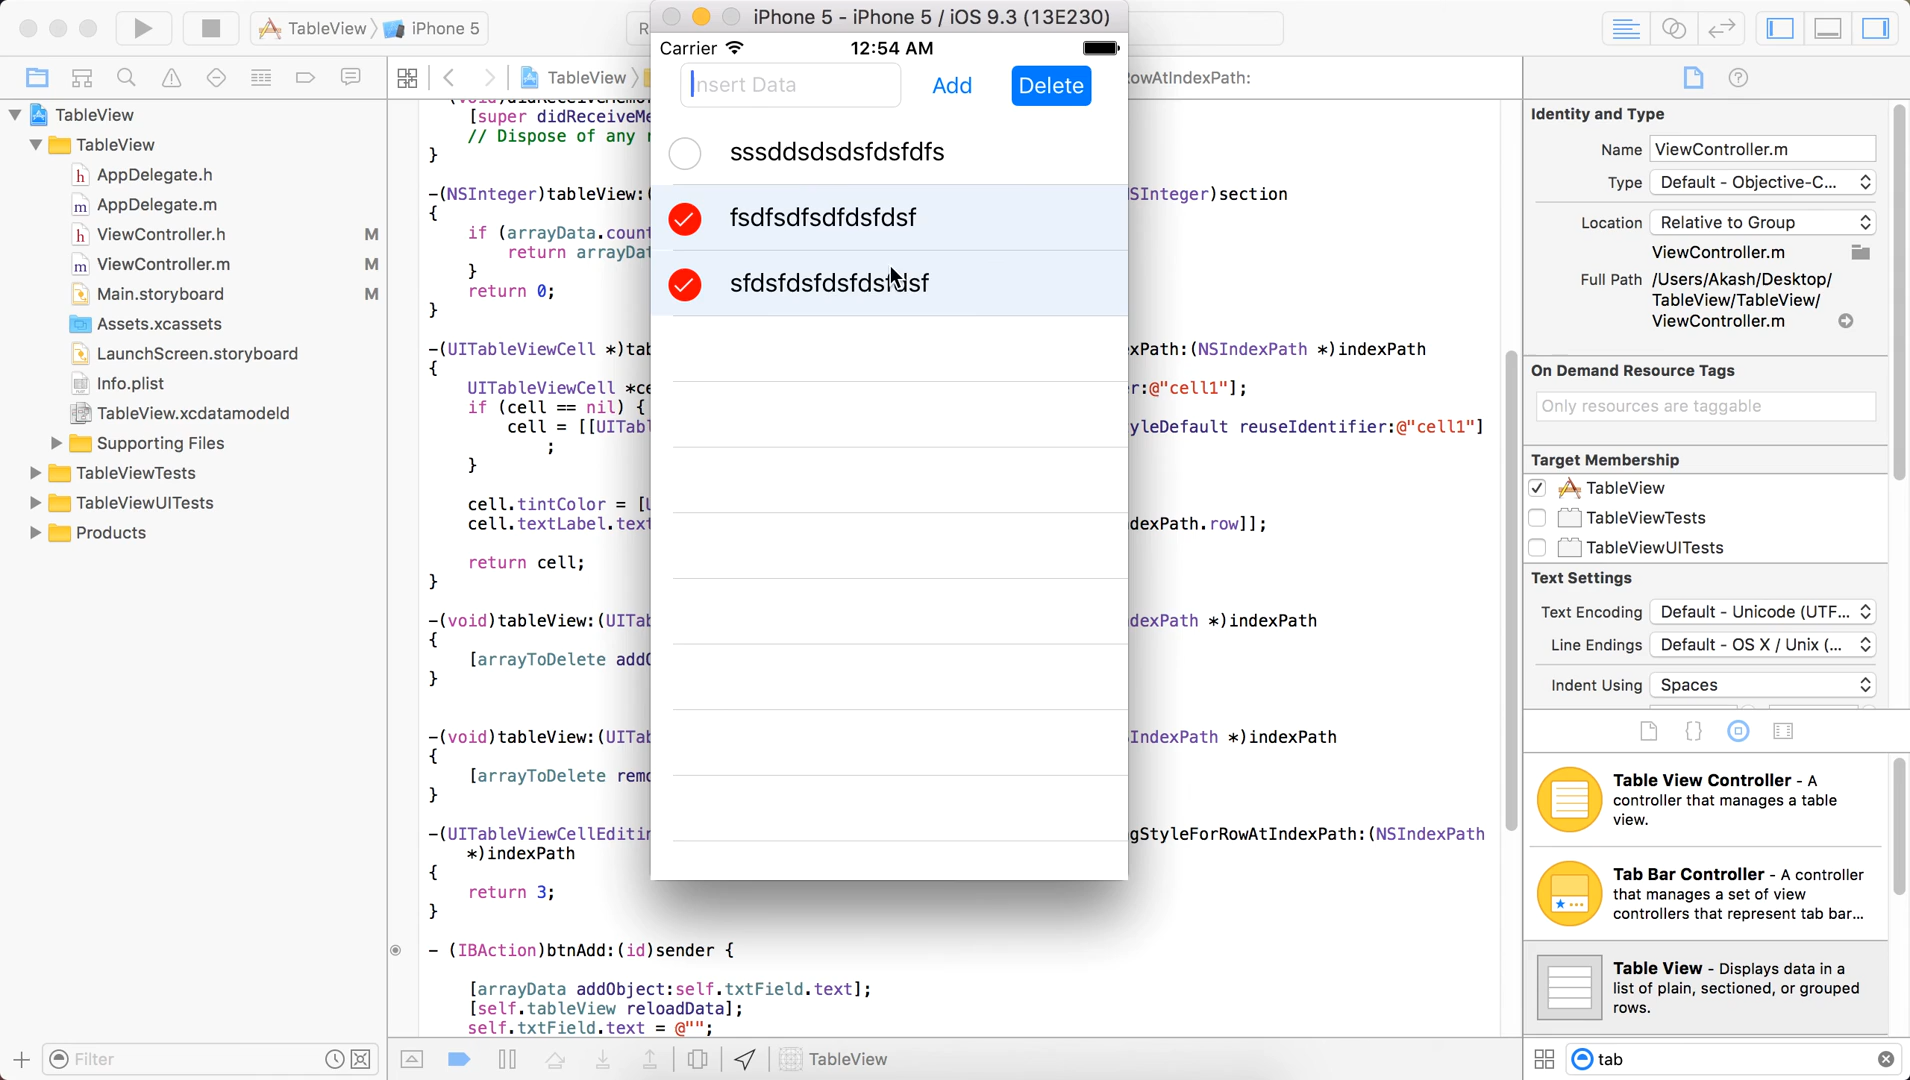 TableView
iPhone 5
R
iPhone 5 - iPhone 5 / iOS 9.3 (13E230)
Carrier
12:54 AM
Insert Data
Add
Delete
sssddsdsdsfdsfdfs
fsdfsdfsdfdsfdsf
sfdsfdsfdsfdsfdsf
TableView
owAtIndexPath:
TableView
TableView
AppDelegate.h
AppDelegate.m
ViewController.h M
ViewController.m M
Main.storyboard M
Assets.xcassets
LaunchScreen.storyboard
Info.plist
TableView.xcdatamodeld
Supporting Files
TableViewTests
TableViewUITests
Products
Filter
[super didReceiveMe
// Dispose of any
}
-(NSInteger)tableView:( SInteger)section
{
if (arrayData.count
return arrayDat
}
return 0;
}
-(UITableViewCell *)tab xPath:(NSIndexPath *)indexPath
{
UITableViewCell *ce r:@"cell1"];
if (cell == nil) {
cell = [[UITabl yleDefault reuseIdentifier:@"cell1"]
;
}
cell.tintColor = [U
cell.textLabel.text dexPath.row]];
return cell;
}
-(void)tableView:(UITab dexPath *)indexPath
{
[arrayToDelete addO
}
-(void)tableView:(UITab IndexPath *)indexPath
{
[arrayToDelete remo
}
-(UITableViewCellEditin gStyleForRowAtIndexPath:(NSIndexPath
*)indexPath
{
return 3;
}
- (IBAction)btnAdd:(id)sender {
[arrayData addObject:self.txtField.text];
[self.tableView reloadData];
self.txtField.text = @"";
TableView
Identity and Type
Name ViewController.m
Type Default - Objective-C...
Location Relative to Group
ViewController.m
Full Path /Users/Akash/Desktop/
TableView/TableView/
ViewController.m
On Demand Resource Tags
Only resources are taggable
Target Membership
TableView
TableViewTests
TableViewUITests
Text Settings
Text Encoding Default - Unicode (UTF...
Line Endings Default - OS X / Unix (...
Indent Using Spaces
Table View Controller - A
controller that manages a table
view.
Tab Bar Controller - A controller
that manages a set of view
controllers that represent tab bar...
Table View - Displays data in a
list of plain, sectioned, or grouped
rows.
tab